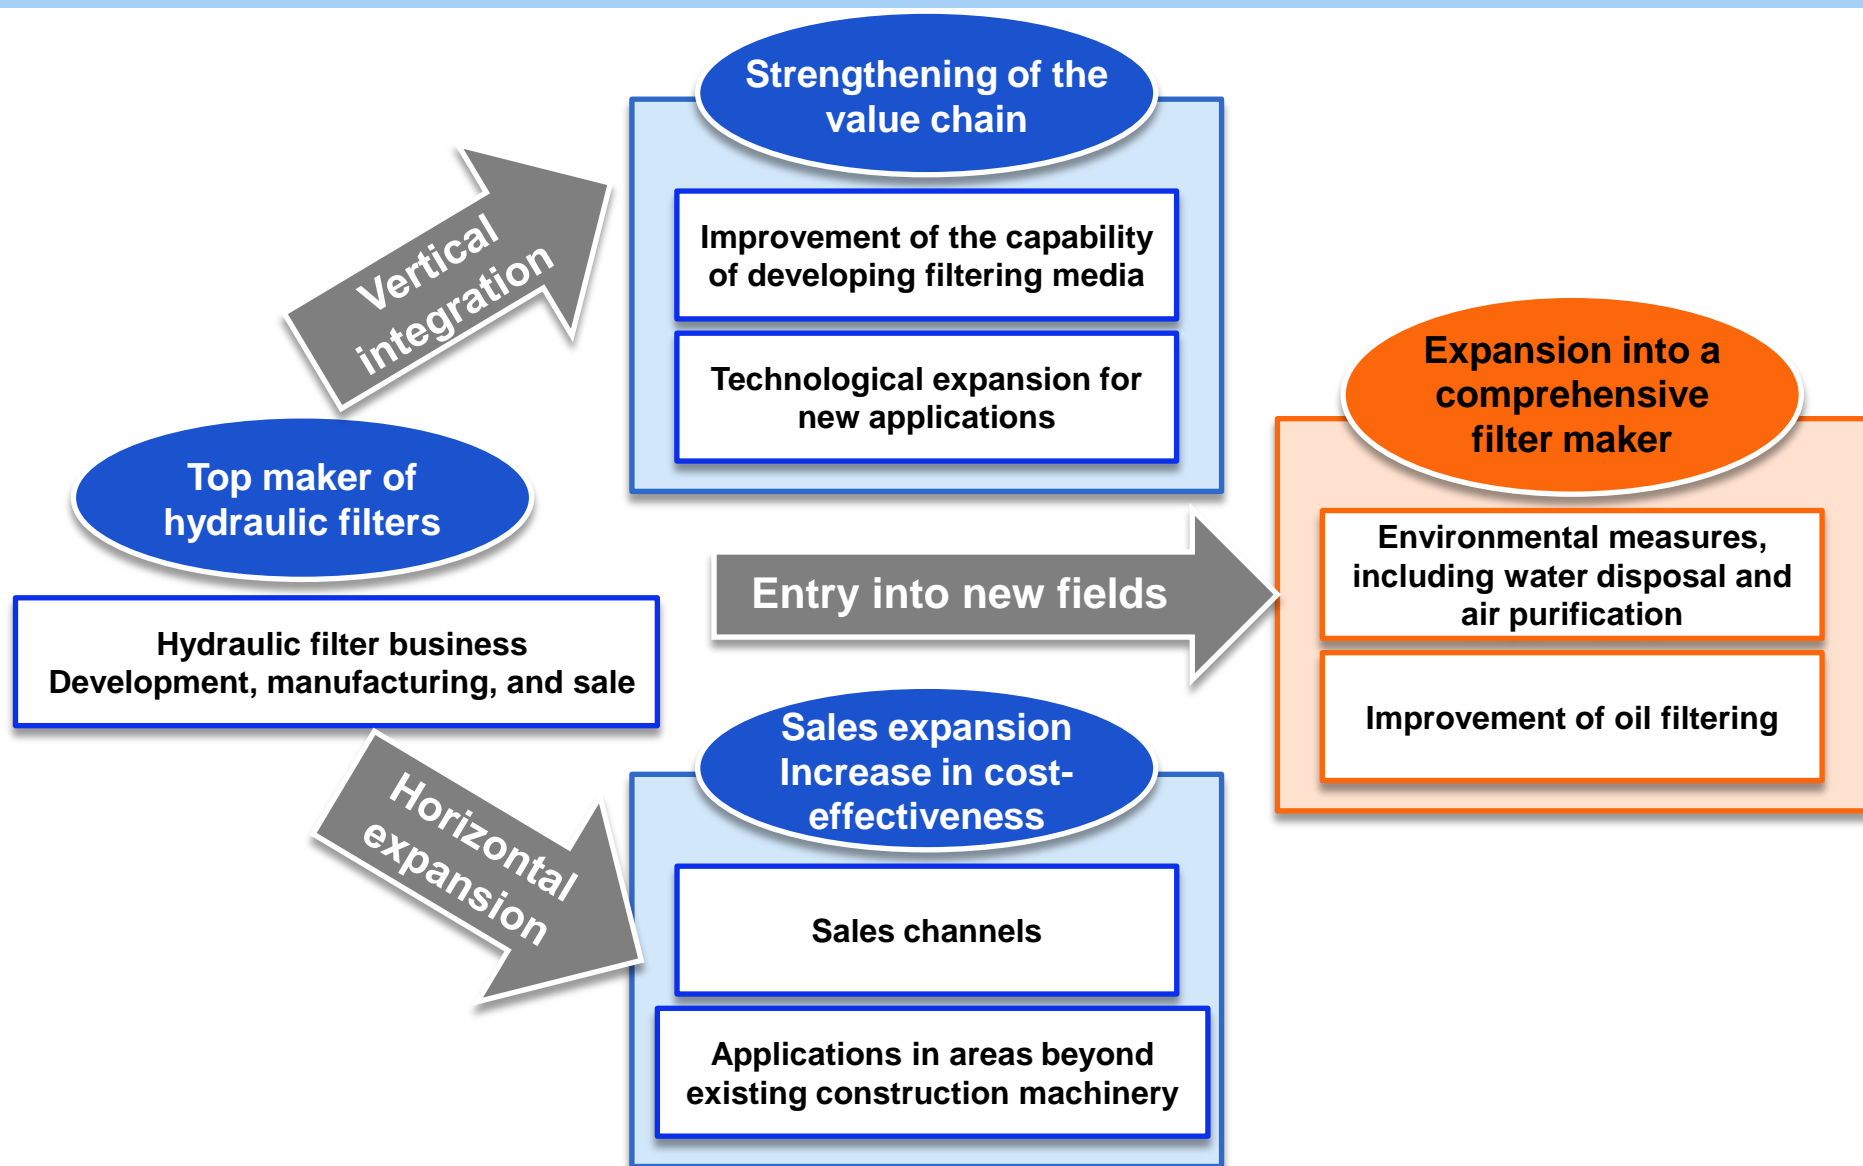 Strengthening of the
value chain
Improvement of the capability
of developing filtering media
Technological expansion for
new applications
Vertical
integration
Top maker of
hydraulic filters
Hydraulic filter business
Development, manufacturing, and sale
Entry into new fields
Expansion into a
comprehensive
filter maker
Environmental measures,
including water disposal and
air purification
Improvement of oil filtering
Horizontal
expansion
Sales expansion
Increase in cost-
effectiveness
Sales channels
Applications in areas beyond
existing construction machinery